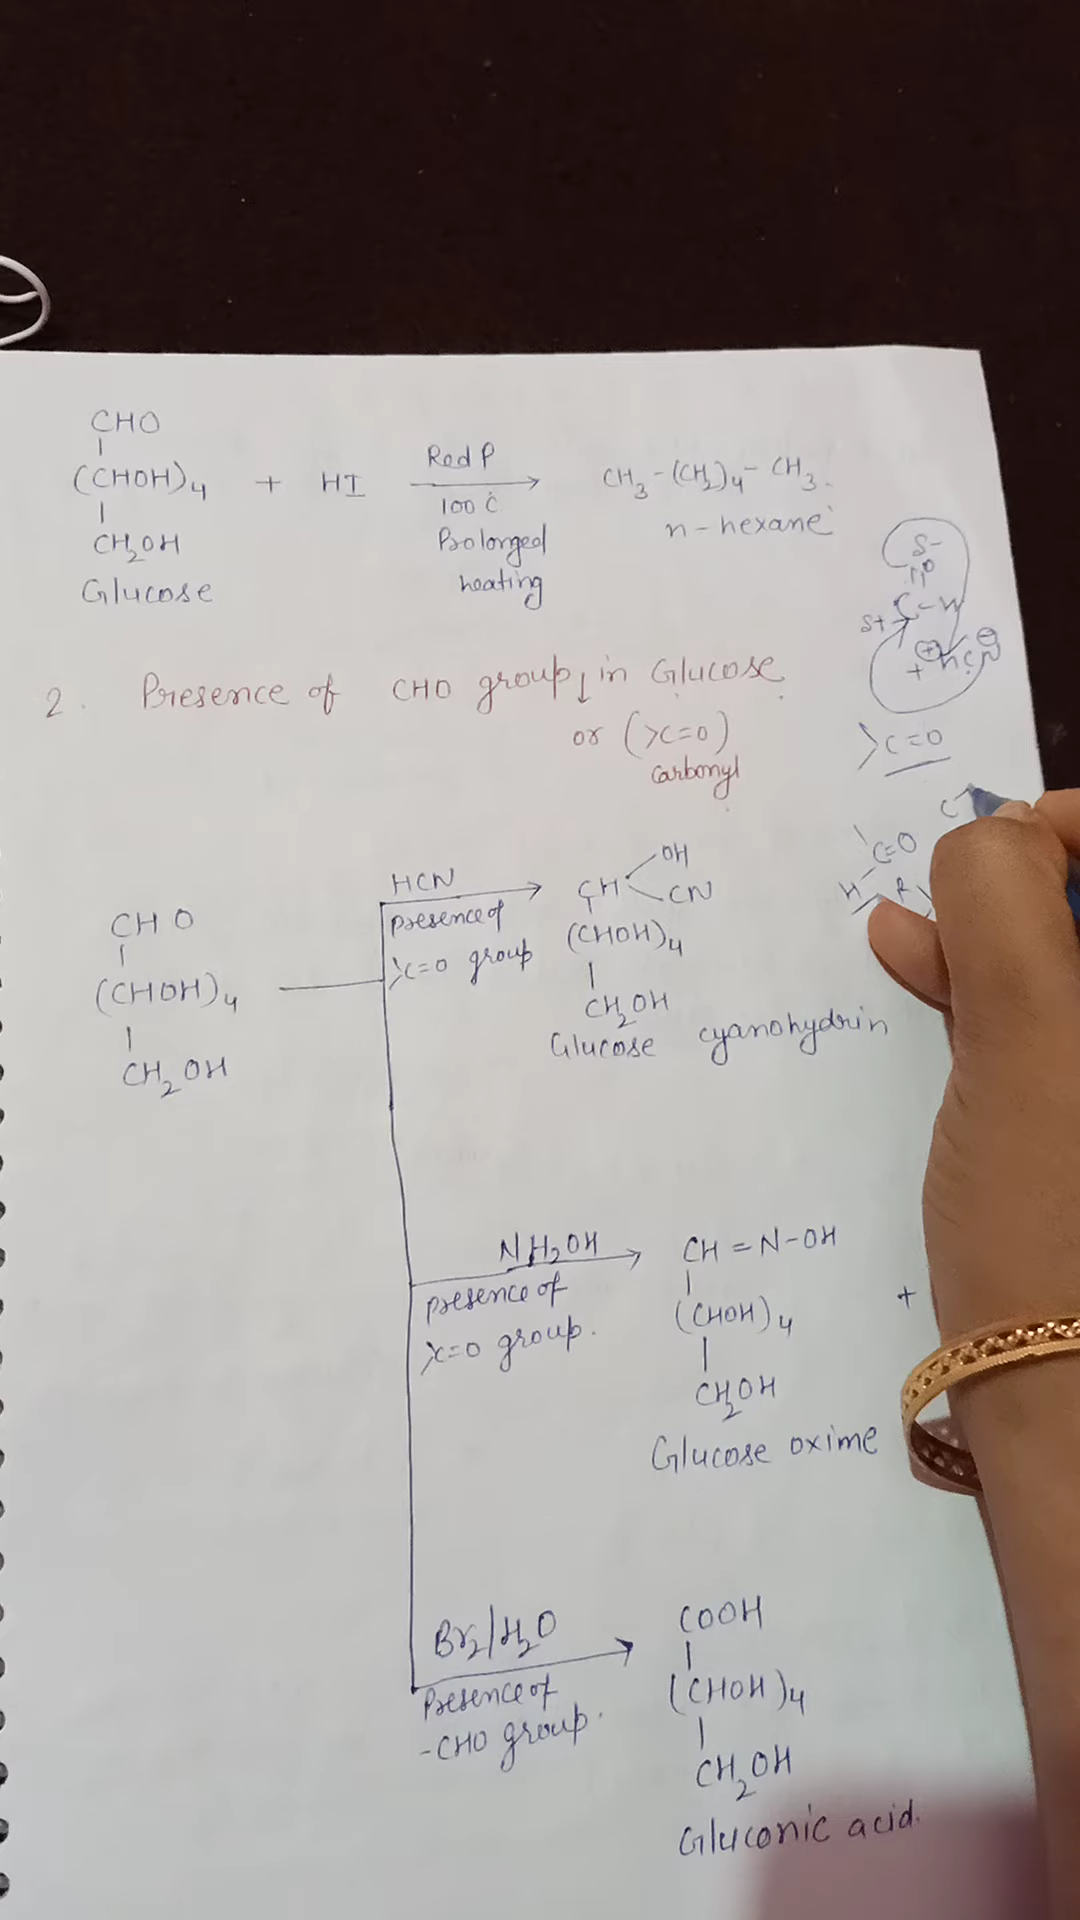 CHO
(CHOH)₄ + HI Red P CH₃-(CH₂)₄-CH₃.
100°C
CH₂OH Prolonged n-hexane
Glucose heating
δ-
O
δ+ C-H
+ ⊕ HCN ⊖
2. Presence of CHO group↓ in Glucose
or (>C=O)
carbonyl
>C=O
C=O
H R
HCN CH OH
CN
CHO presence of (CHOH)₄
(CHOH)₄ >C=O group
CH₂OH CH₂OH
Glucose cyanohydrin
NH₂OH CH=N-OH
presence of (CHOH)₄ +
>C=O group.
CH₂OH
Glucose oxime
Br₂/H₂O COOH
Presence of (CHOH)₄
-CHO group.
CH₂OH
Gluconic acid.